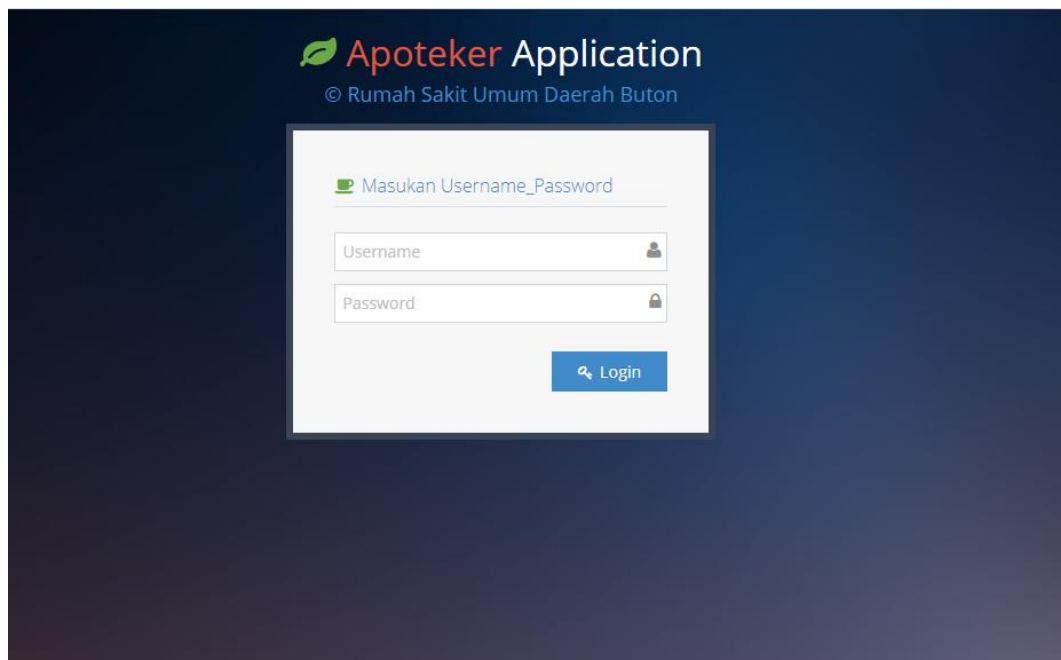 Apoteker Application
© Rumah Sakit Umum Daerah Buton
Masukan Username_Password
Username
Password
Login